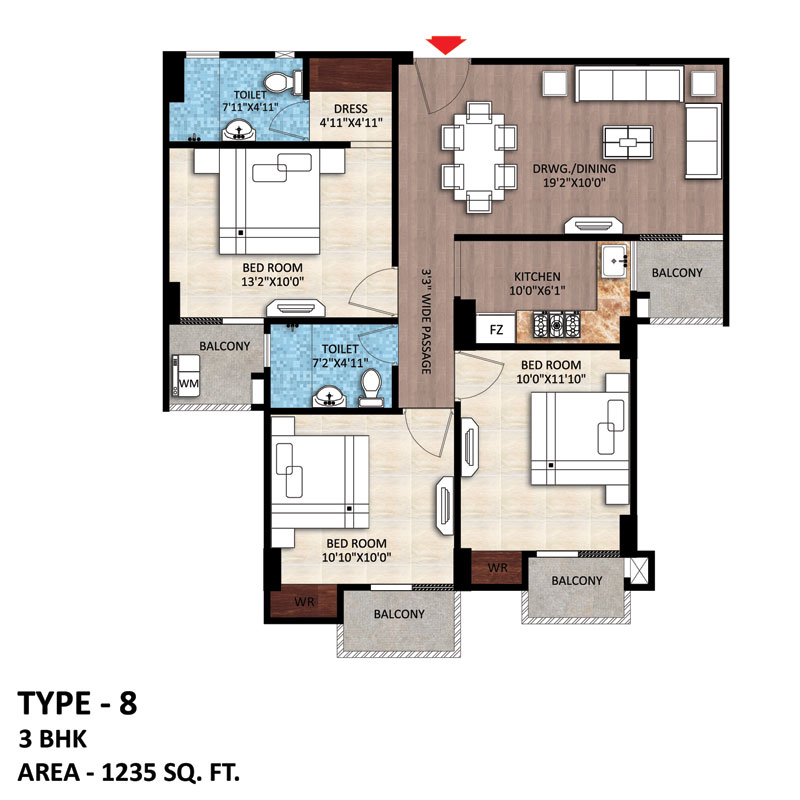 TOILET
7'11"X4'11"
DRESS
4'11"X4'11"
DRWG./DINING
19'2"X10'0"
BED ROOM
13'2"X10'0"
3'3" WIDE PASSAGE
KITCHEN
10'0"X6'1"
BALCONY
FZ
BALCONY
WM
TOILET
7'2"X4'11"
BED ROOM
10'0"X11'10"
BED ROOM
10'10"X10'0"
WR
WR
BALCONY
BALCONY
TYPE - 8
3 BHK
AREA - 1235 SQ. FT.